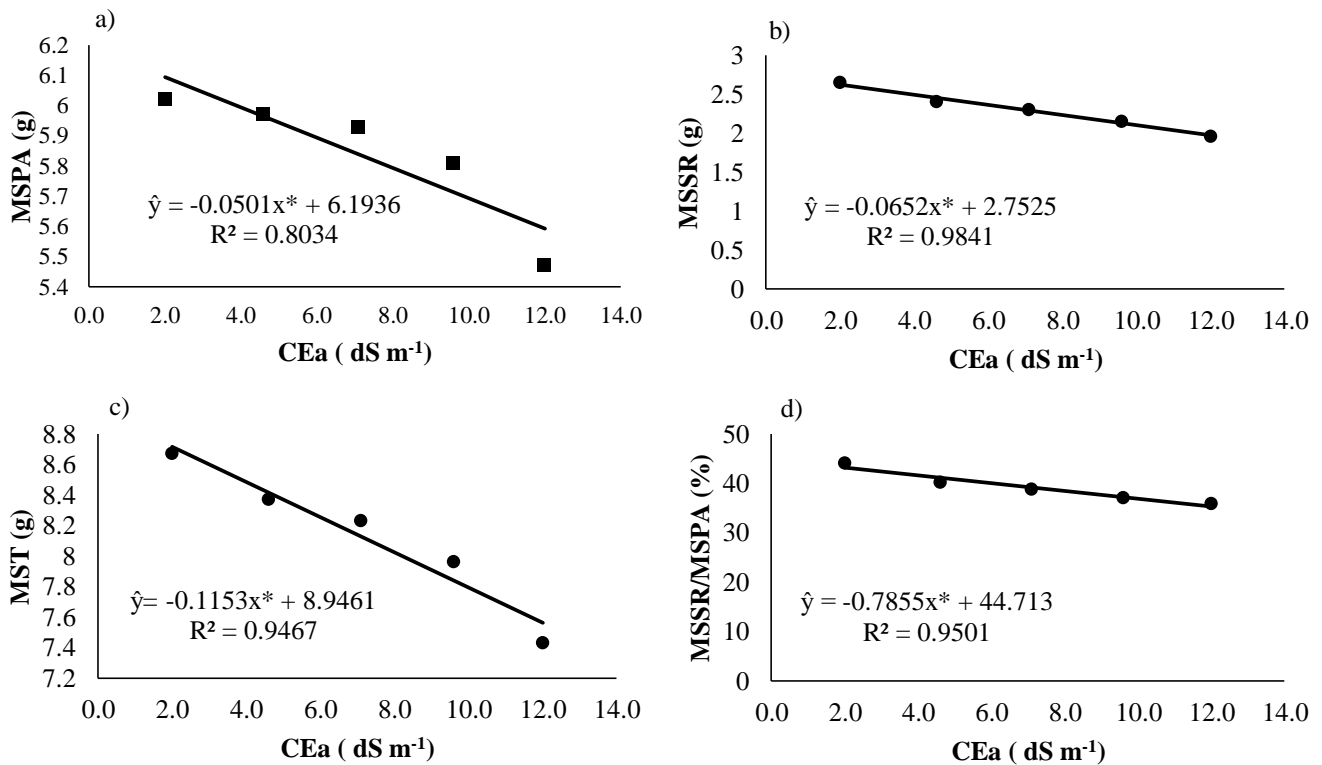 a)
6.2
6.1
6
5.9
5.8
5.7
5.6
5.5
5.4
MSPA (g)
ŷ = -0.0501x* + 6.1936
R² = 0.8034
0.0 2.0 4.0 6.0 8.0 10.0 12.0 14.0
CEa ( dS m⁻¹)
b)
3
2.5
2
1.5
1
0.5
0
MSSR (g)
ŷ = -0.0652x* + 2.7525
R² = 0.9841
0.0 2.0 4.0 6.0 8.0 10.0 12.0 14.0
CEa ( dS m⁻¹)
c)
8.8
8.6
8.4
8.2
8
7.8
7.6
7.4
7.2
MST (g)
ŷ= -0.1153x* + 8.9461
R² = 0.9467
0.0 2.0 4.0 6.0 8.0 10.0 12.0 14.0
CEa ( dS m⁻¹)
d)
50
40
30
20
10
0
MSSR/MSPA (%)
ŷ = -0.7855x* + 44.713
R² = 0.9501
0.0 2.0 4.0 6.0 8.0 10.0 12.0 14.0
CEa ( dS m⁻¹)